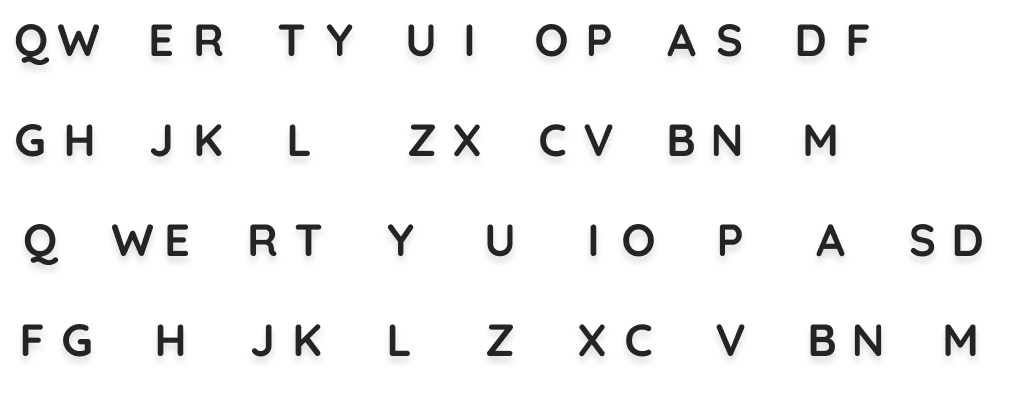 QW ER TY UI OP AS DF
GH JK L ZX CV BN M
Q WE RT Y U IO P A SD
FG H JK L Z XC V BN M